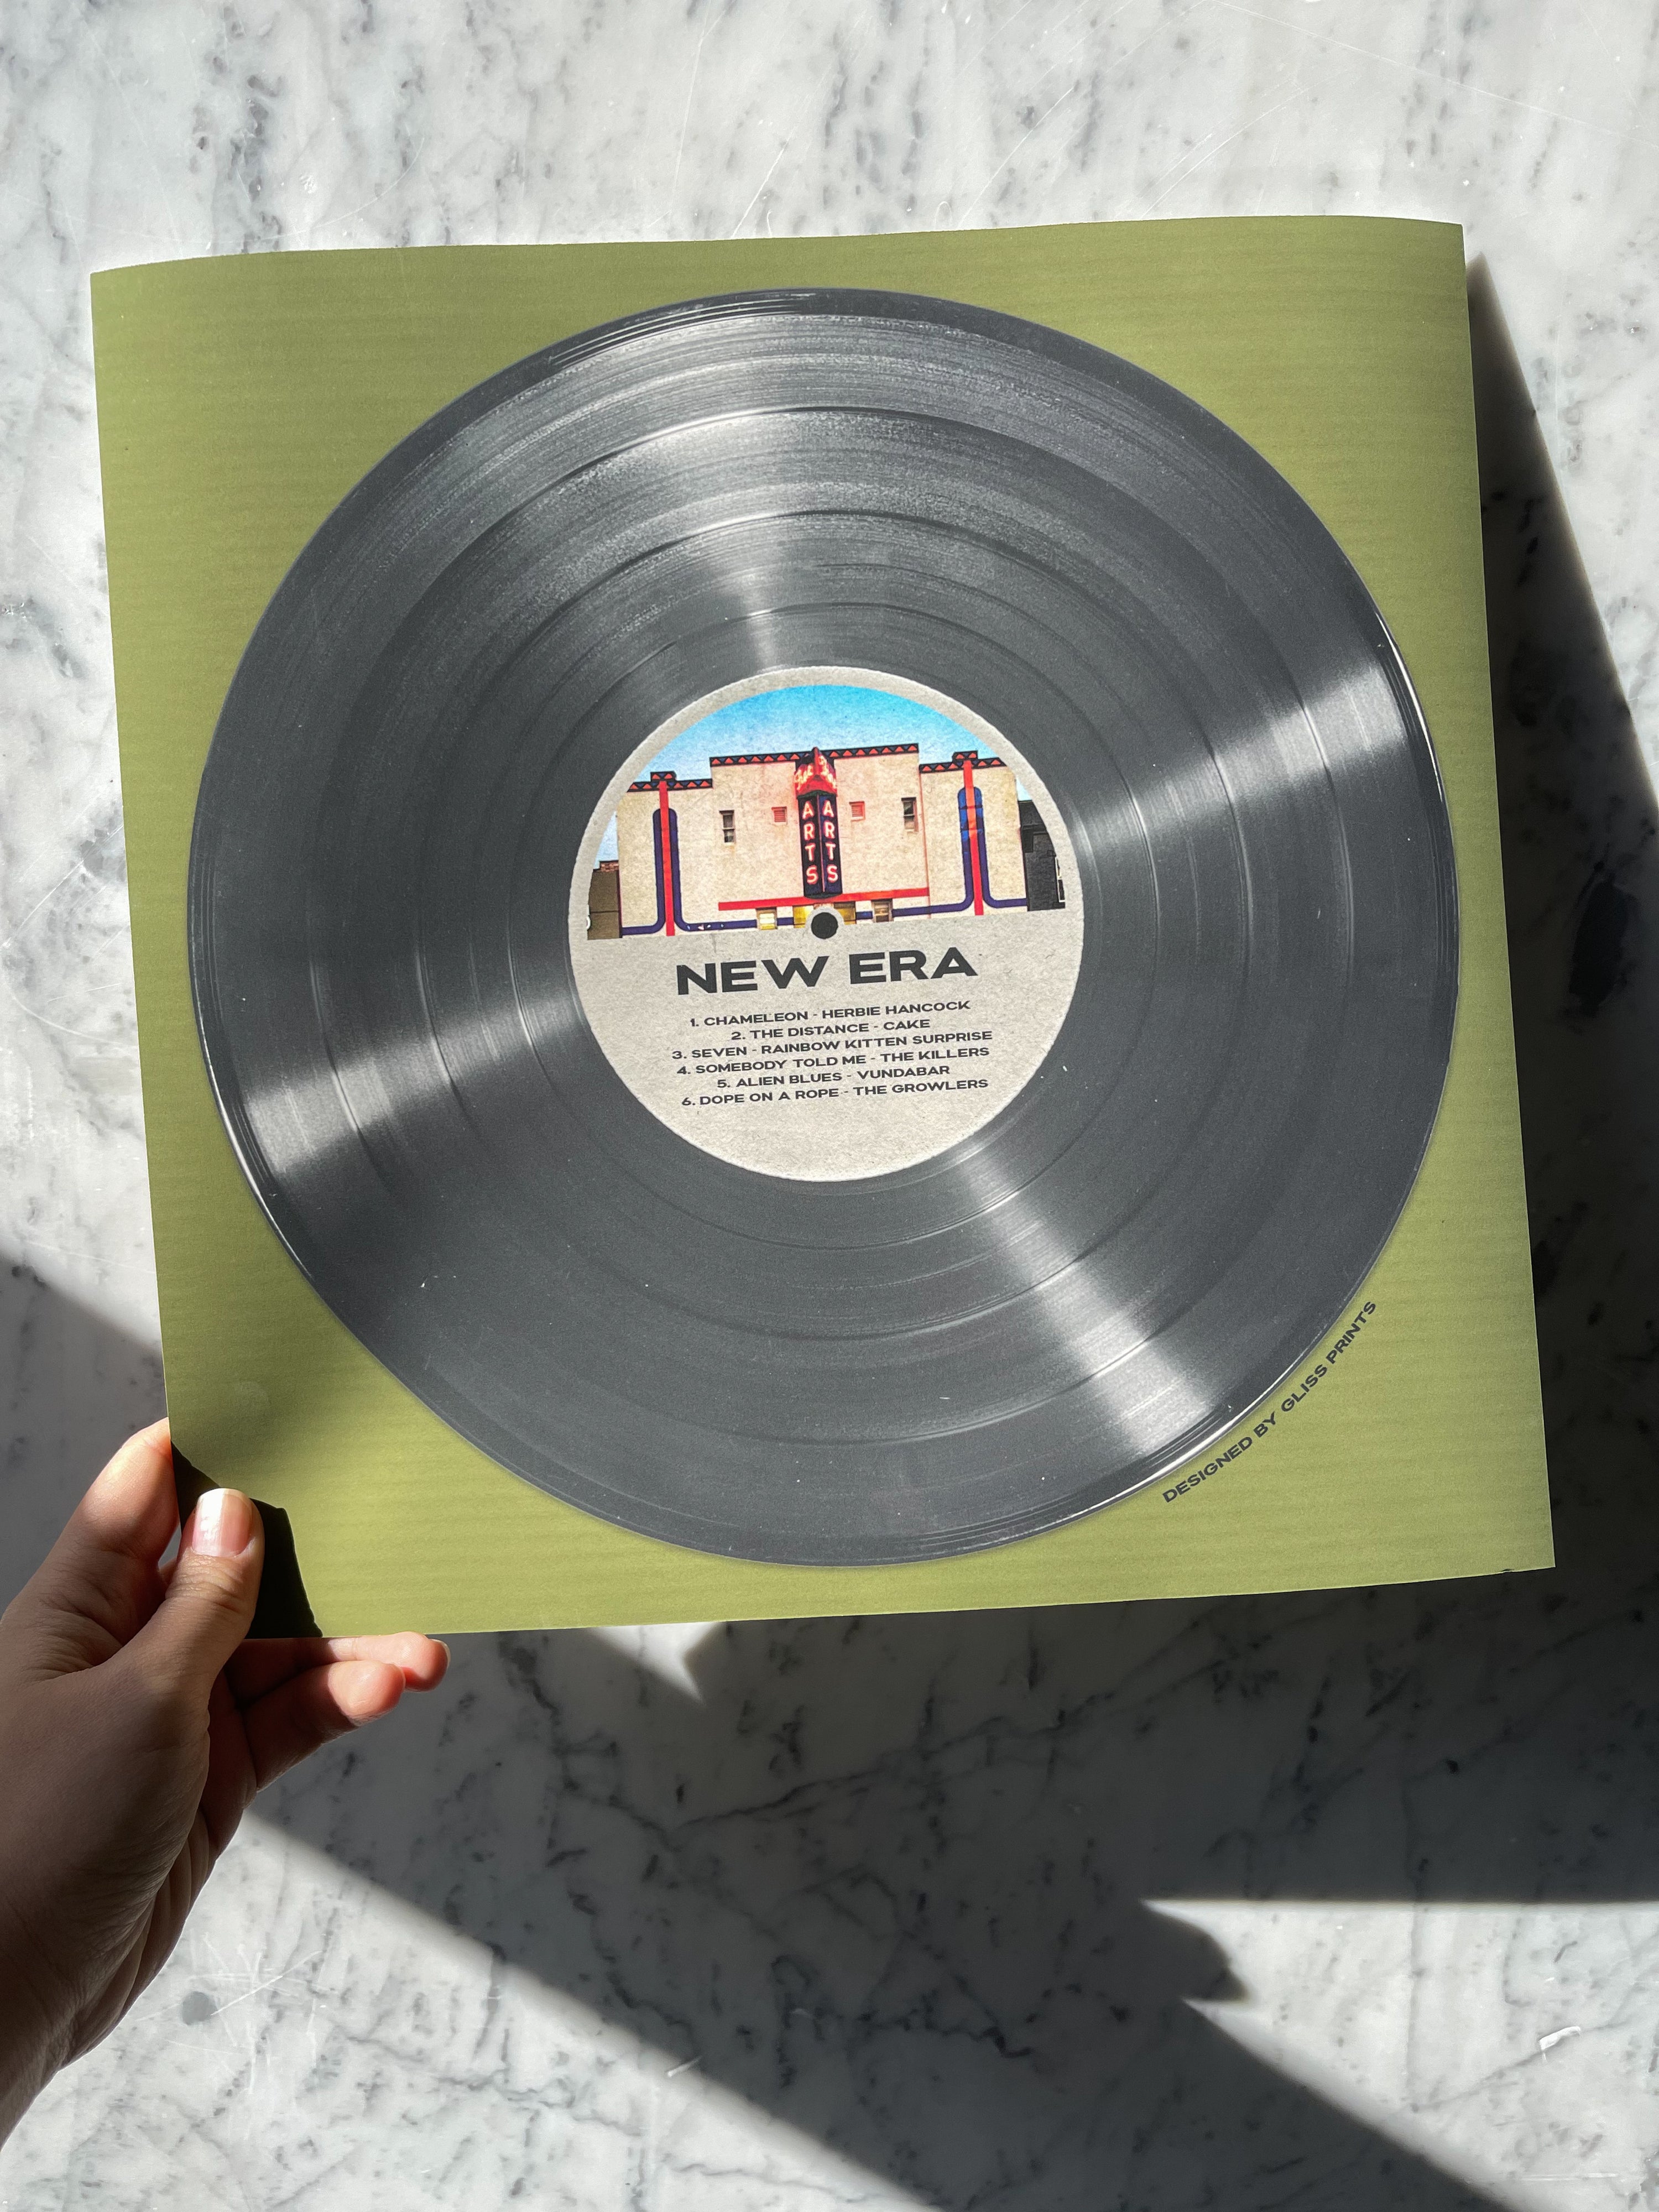 ARTS
ARTS
NEW ERA
1. CHAMELEON - HERBIE HANCOCK
2. THE DISTANCE - CAKE
3. SEVEN - RAINBOW KITTEN SURPRISE
4. SOMEBODY TOLD ME - THE KILLERS
5. ALIEN BLUES - VUNDABAR
6. DOPE ON A ROPE - THE GROWLERS
DESIGNED BY GLISS PRINTS